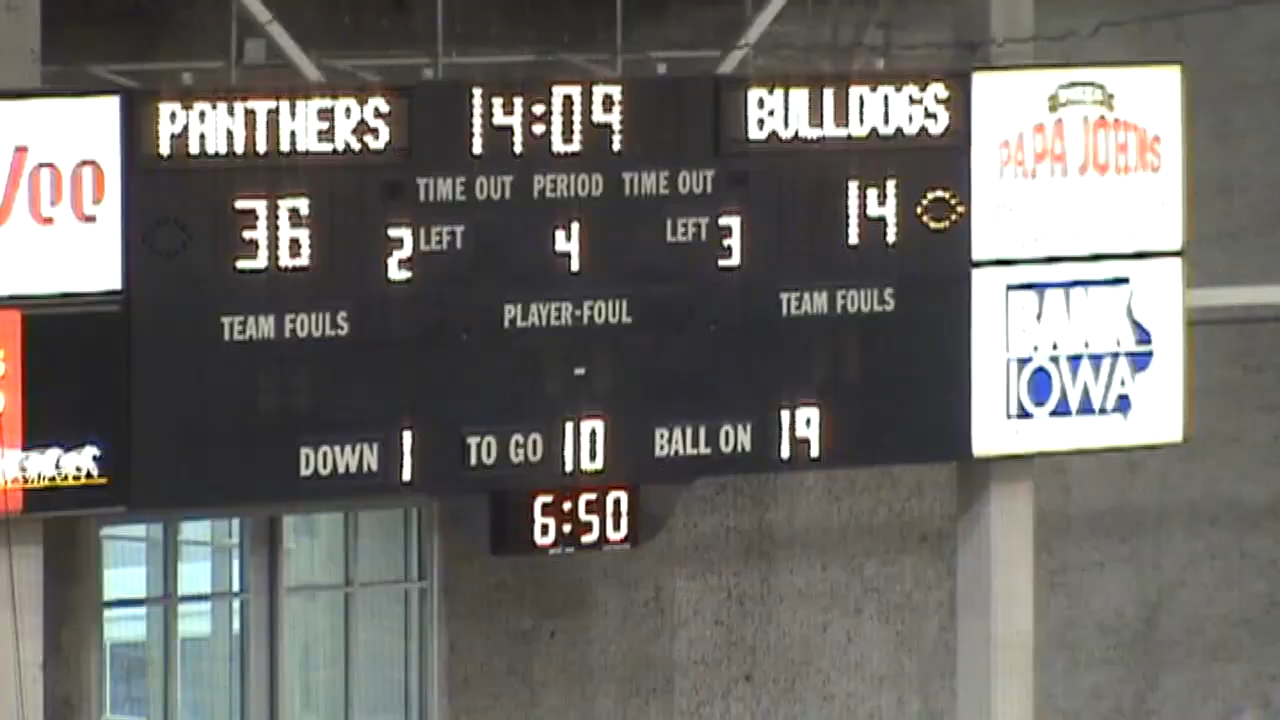 PANTHERS 14:09 BULLDOGS
TIME OUT PERIOD TIME OUT
36 2 LEFT 4 LEFT 3 14
TEAM FOULS PLAYER-FOUL TEAM FOULS
-
DOWN 1 TO GO 10 BALL ON 19
6:50
PAPA JOHNS
BANK
IOWA